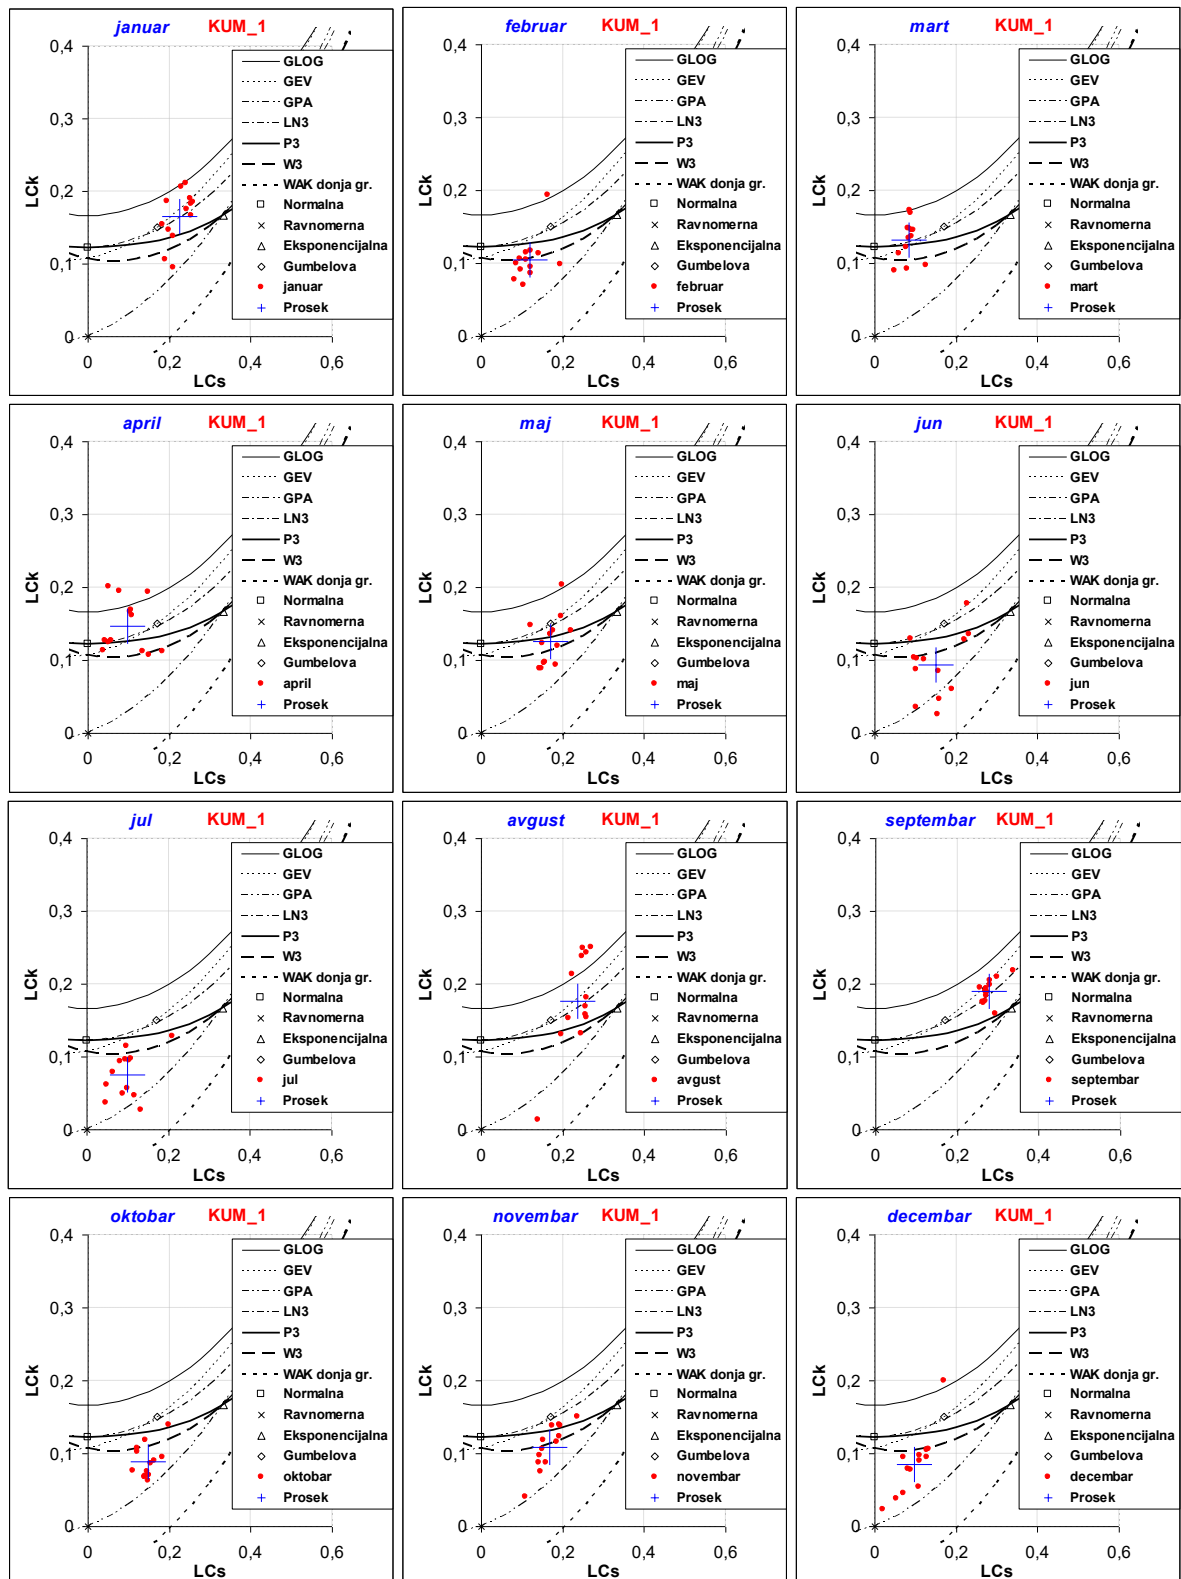 januar KUM_1
0,4
0,3
0,2
0,1
0
LCk
0 0,2 0,4 0,6
LCs
GLOG
GEV
GPA
LN3
P3
W3
WAK donja gr.
Normalna
Ravnomerna
Eksponencijalna
Gumbelova
januar
Prosek
februar KUM_1
0,4
0,3
0,2
0,1
0
LCk
0 0,2 0,4 0,6
LCs
GLOG
GEV
GPA
LN3
P3
W3
WAK donja gr.
Normalna
Ravnomerna
Eksponencijalna
Gumbelova
februar
Prosek
mart KUM_1
0,4
0,3
0,2
0,1
0
LCk
0 0,2 0,4 0,6
LCs
GLOG
GEV
GPA
LN3
P3
W3
WAK donja gr.
Normalna
Ravnomerna
Eksponencijalna
Gumbelova
mart
Prosek
april KUM_1
0,4
0,3
0,2
0,1
0
LCk
0 0,2 0,4 0,6
LCs
GLOG
GEV
GPA
LN3
P3
W3
WAK donja gr.
Normalna
Ravnomerna
Eksponencijalna
Gumbelova
april
Prosek
maj KUM_1
0,4
0,3
0,2
0,1
0
LCk
0 0,2 0,4 0,6
LCs
GLOG
GEV
GPA
LN3
P3
W3
WAK donja gr.
Normalna
Ravnomerna
Eksponencijalna
Gumbelova
maj
Prosek
jun KUM_1
0,4
0,3
0,2
0,1
0
LCk
0 0,2 0,4 0,6
LCs
GLOG
GEV
GPA
LN3
P3
W3
WAK donja gr.
Normalna
Ravnomerna
Eksponencijalna
Gumbelova
jun
Prosek
jul KUM_1
0,4
0,3
0,2
0,1
0
LCk
0 0,2 0,4 0,6
LCs
GLOG
GEV
GPA
LN3
P3
W3
WAK donja gr.
Normalna
Ravnomerna
Eksponencijalna
Gumbelova
jul
Prosek
avgust KUM_1
0,4
0,3
0,2
0,1
0
LCk
0 0,2 0,4 0,6
LCs
GLOG
GEV
GPA
LN3
P3
W3
WAK donja gr.
Normalna
Ravnomerna
Eksponencijalna
Gumbelova
avgust
Prosek
septembar KUM_1
0,4
0,3
0,2
0,1
0
LCk
0 0,2 0,4 0,6
LCs
GLOG
GEV
GPA
LN3
P3
W3
WAK donja gr.
Normalna
Ravnomerna
Eksponencijalna
Gumbelova
septembar
Prosek
oktobar KUM_1
0,4
0,3
0,2
0,1
0
LCk
0 0,2 0,4 0,6
LCs
GLOG
GEV
GPA
LN3
P3
W3
WAK donja gr.
Normalna
Ravnomerna
Eksponencijalna
Gumbelova
oktobar
Prosek
novembar KUM_1
0,4
0,3
0,2
0,1
0
LCk
0 0,2 0,4 0,6
LCs
GLOG
GEV
GPA
LN3
P3
W3
WAK donja gr.
Normalna
Ravnomerna
Eksponencijalna
Gumbelova
novembar
Prosek
decembar KUM_1
0,4
0,3
0,2
0,1
0
LCk
0 0,2 0,4 0,6
LCs
GLOG
GEV
GPA
LN3
P3
W3
WAK donja gr.
Normalna
Ravnomerna
Eksponencijalna
Gumbelova
decembar
Prosek